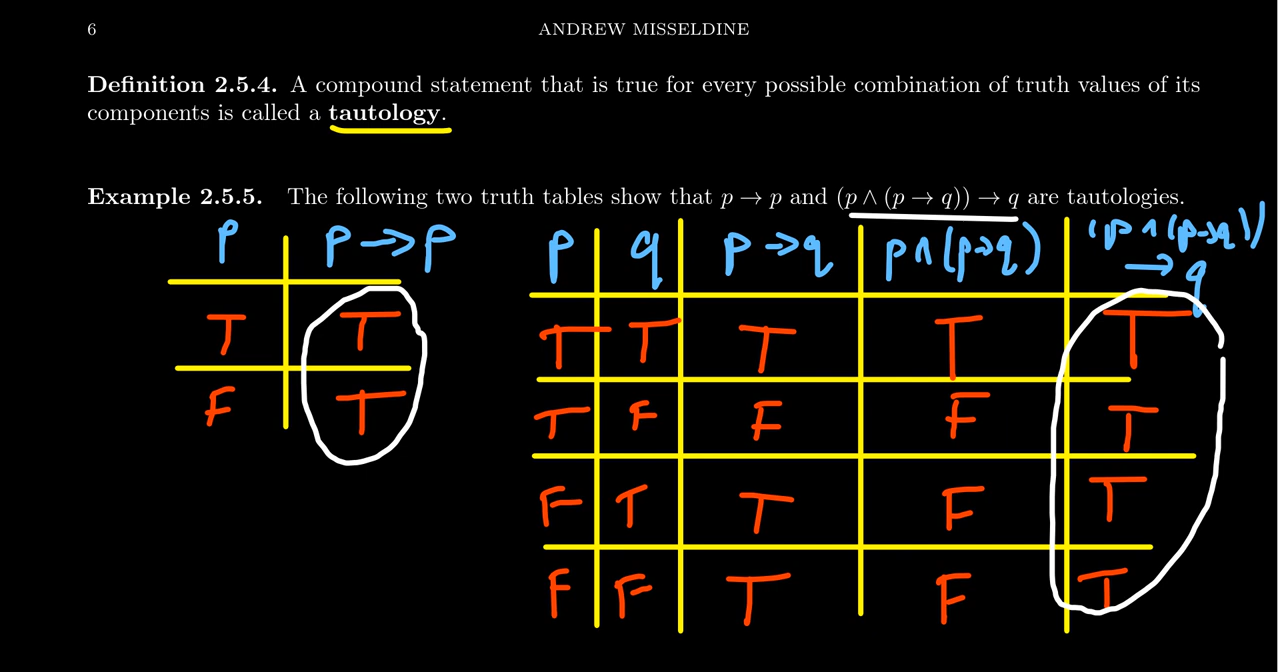 6 ANDREW MISSELDINE
Definition 2.5.4. A compound statement that is true for every possible combination of truth values of its
components is called a tautology.
Example 2.5.5. The following two truth tables show that p → p and (p ∧ (p → q)) → q are tautologies.
p p → p p q p → q p ∧ (p → q) (p ∧ (p → q))
→ q
T T T T T T T
F T T F F F T
F T T F T
F F T F T